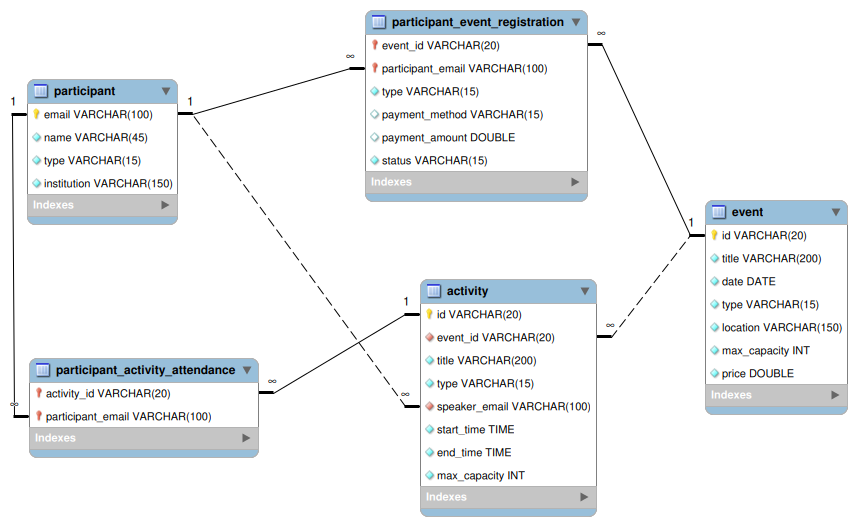 participant_event_registration
event_id VARCHAR(20)
participant_email VARCHAR(100)
type VARCHAR(15)
payment_method VARCHAR(15)
payment_amount DOUBLE
status VARCHAR(15)
Indexes
∞
∞
participant
1
1
email VARCHAR(100)
name VARCHAR(45)
type VARCHAR(15)
institution VARCHAR(150)
Indexes
event
1
id VARCHAR(20)
title VARCHAR(200)
date DATE
type VARCHAR(15)
location VARCHAR(150)
max_capacity INT
price DOUBLE
Indexes
activity
1
∞
∞
id VARCHAR(20)
event_id VARCHAR(20)
title VARCHAR(200)
type VARCHAR(15)
speaker_email VARCHAR(100)
start_time TIME
end_time TIME
max_capacity INT
Indexes
participant_activity_attendance
∞
∞
activity_id VARCHAR(20)
participant_email VARCHAR(100)
Indexes